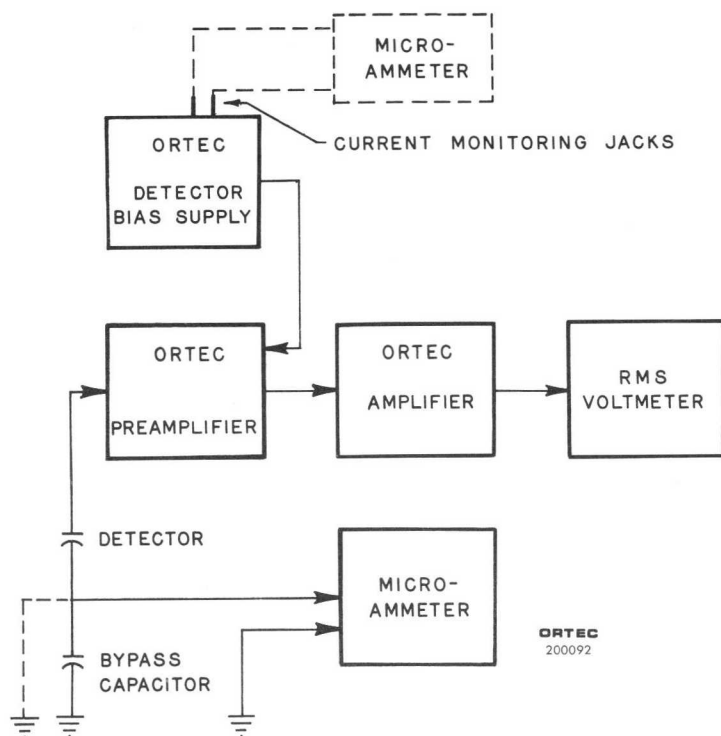 MICRO-
AMMETER
CURRENT MONITORING JACKS
ORTEC
DETECTOR
BIAS SUPPLY
ORTEC
PREAMPLIFIER
ORTEC
AMPLIFIER
RMS
VOLTMETER
DETECTOR
MICRO-
AMMETER
BYPASS
CAPACITOR
ORTEC
200092